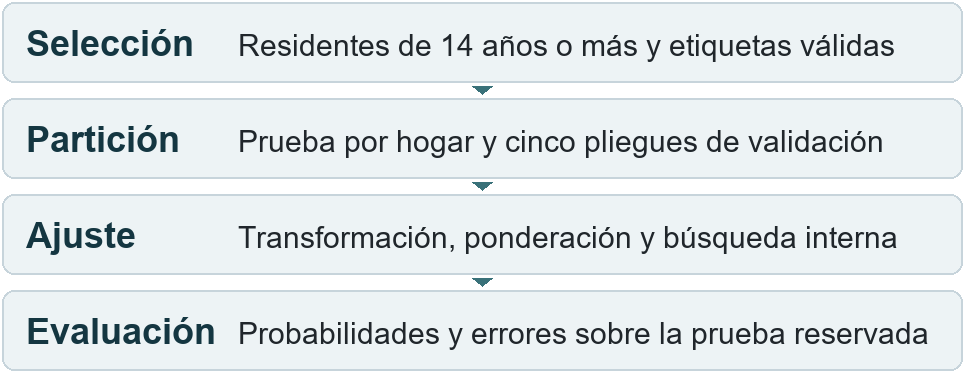 Selección Residentes de 14 años o más y etiquetas válidas
Partición Prueba por hogar y cinco pliegues de validación
Ajuste Transformación, ponderación y búsqueda interna
Evaluación Probabilidades y errores sobre la prueba reservada